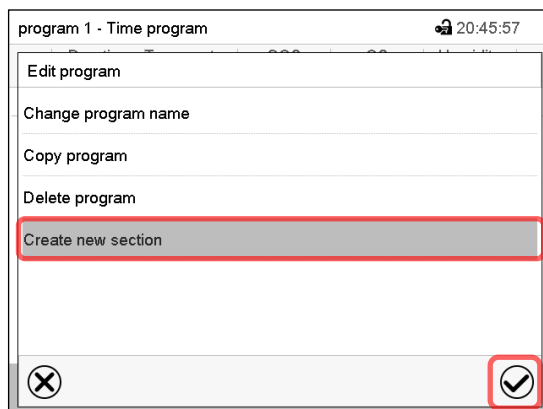 program 1 - Time program 20:45:57
Edit program
Change program name
Copy program
Delete program
Create new section